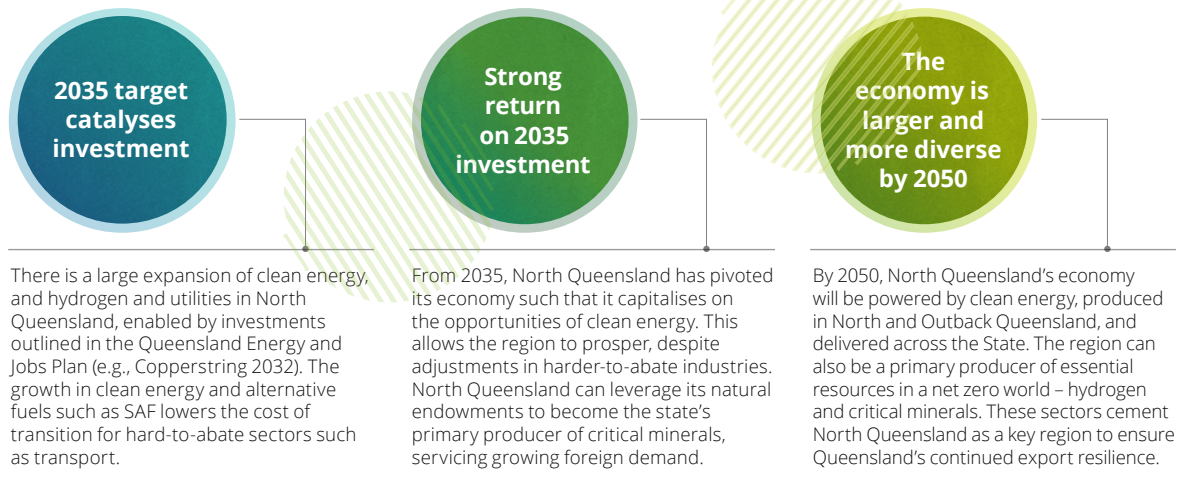 2035 target
catalyses
investment
There is a large expansion of clean energy,
and hydrogen and utilities in North
Queensland, enabled by investments
outlined in the Queensland Energy and
Jobs Plan (e.g., Copperstring 2032). The
growth in clean energy and alternative
fuels such as SAF lowers the cost of
transition for hard-to-abate sectors such
as transport.
Strong
return
on 2035
investment
From 2035, North Queensland has pivoted
its economy such that it capitalises on
the opportunities of clean energy. This
allows the region to prosper, despite
adjustments in harder-to-abate industries.
North Queensland can leverage its natural
endowments to become the state’s
primary producer of critical minerals,
servicing growing foreign demand.
The
economy is
larger and
more diverse
by 2050
By 2050, North Queensland’s economy
will be powered by clean energy, produced
in North and Outback Queensland, and
delivered across the State. The region can
also be a primary producer of essential
resources in a net zero world – hydrogen
and critical minerals. These sectors cement
North Queensland as a key region to ensure
Queensland’s continued export resilience.